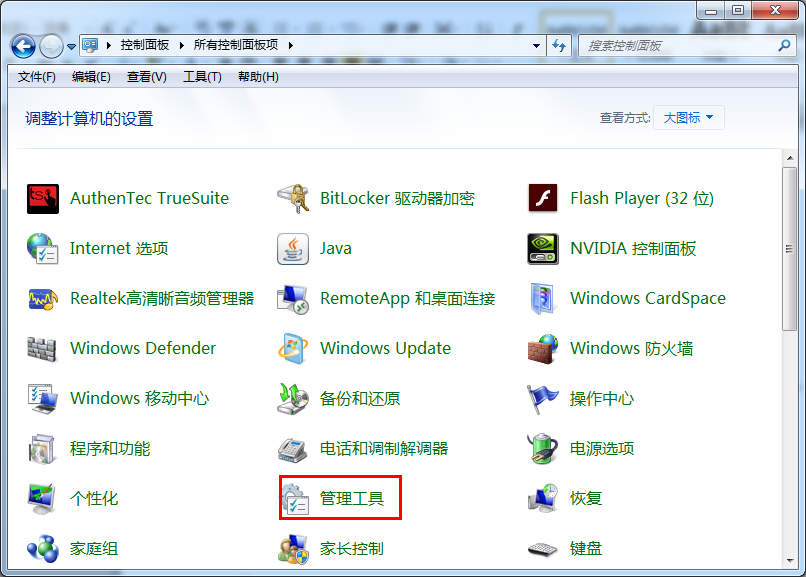 控制面板 所有控制面板项
搜索控制面板
文件(F) 编辑(E) 查看(V) 工具(T) 帮助(H)
调整计算机的设置
查看方式: 大图标
AuthenTec TrueSuite
BitLocker 驱动器加密
Flash Player (32 位)
Internet 选项
Java
NVIDIA 控制面板
Realtek高清晰音频管理器
RemoteApp 和桌面连接
Windows CardSpace
Windows Defender
Windows Update
Windows 防火墙
Windows 移动中心
备份和还原
操作中心
程序和功能
电话和调制解调器
电源选项
个性化
管理工具
恢复
家庭组
家长控制
键盘